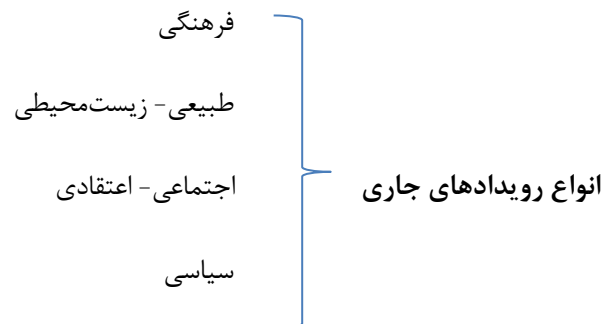 فرهنگی
طبیعی- زیست‌محیطی
اجتماعی- اعتقادی
انواع رویدادهای جاری
سیاسی